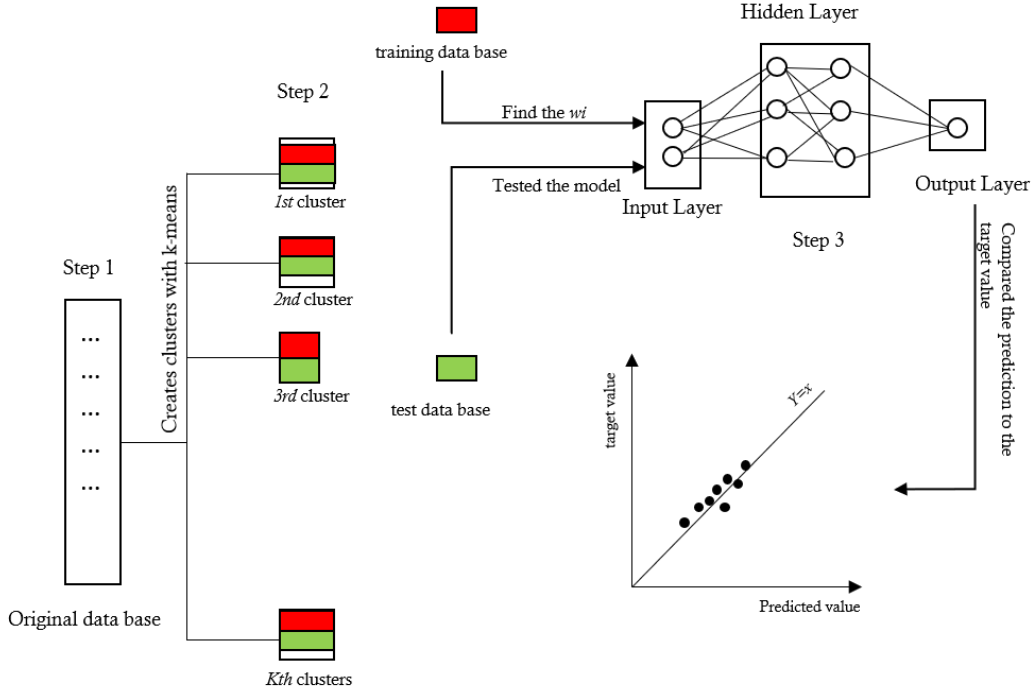 Step 1
...
...
...
...
...
Original data base
Creates clusters with k-means
Step 2
1st cluster
2nd cluster
3rd cluster
Kth clusters
training data base
Find the wi
Tested the model
test data base
Hidden Layer
Input Layer
Step 3
Output Layer
Compared the prediction to the
target value
target value
Y=x
Predicted value